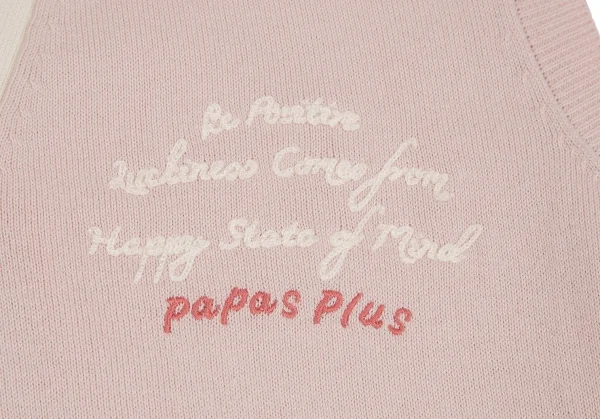 Be Positive
Luckiness Comes from
Happy State of Mind
papas plus